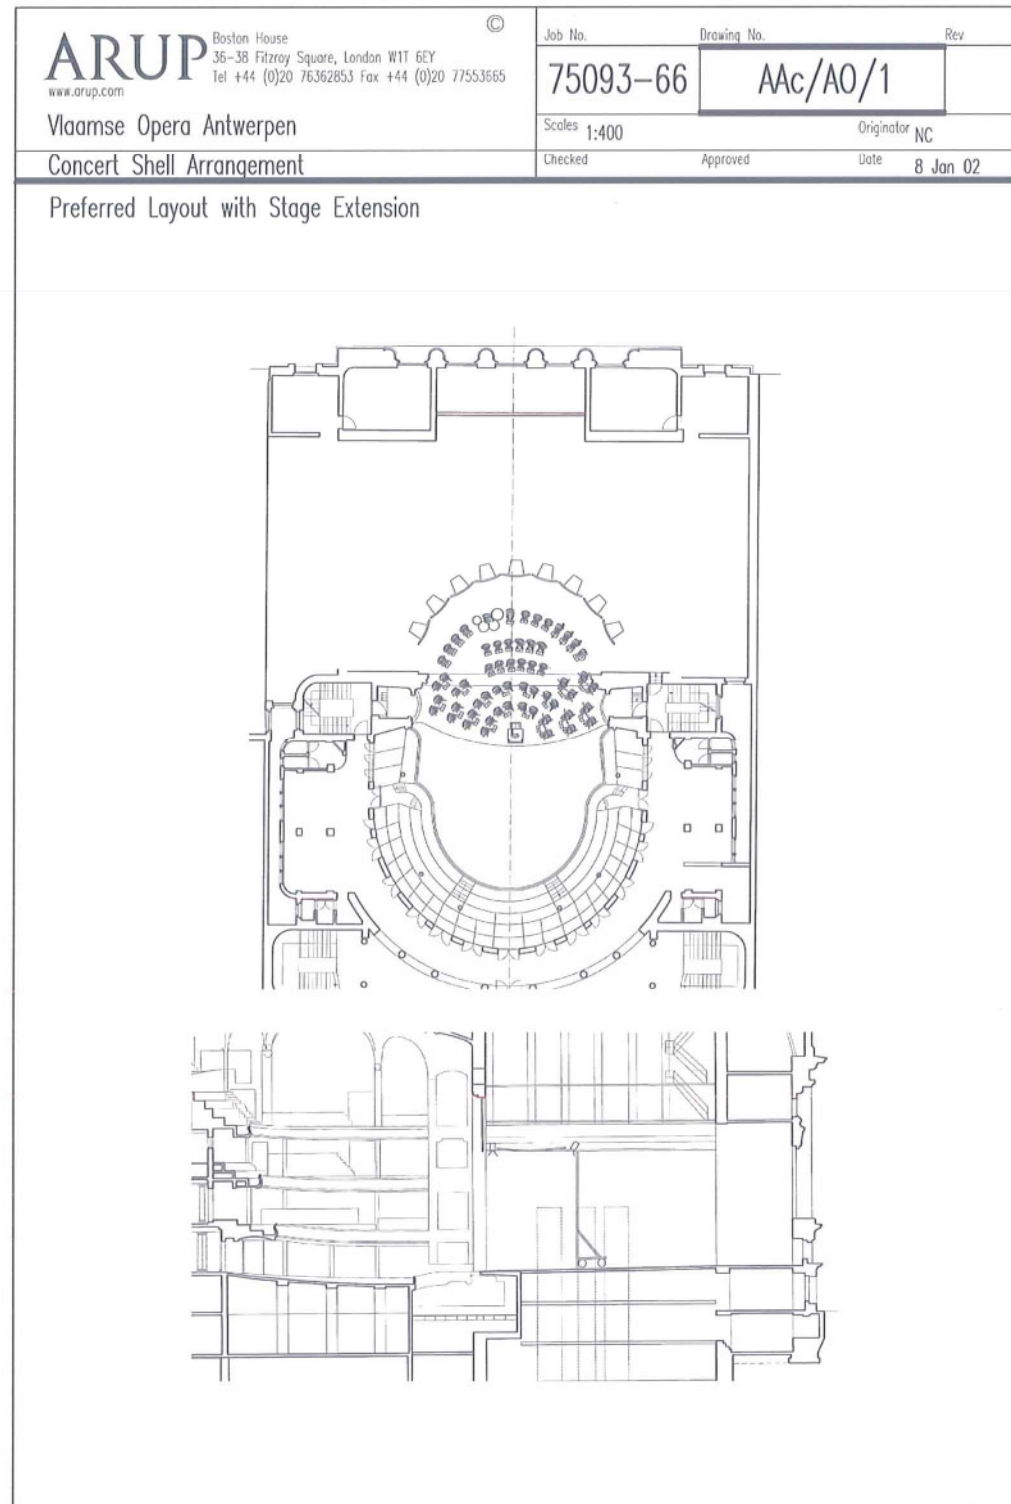 ARUP
www.arup.com
Boston House
36-38 Fitzroy Square, London W1T 6EY
Tel +44 (0)20 76362853 Fax +44 (0)20 77553665
©
Vlaamse Opera Antwerpen
Concert Shell Arrangement
Job No.
75093-66
Drawing No.
AAc/AO/1
Rev
Scales 1:400
Originator NC
Checked
Approved
Date 8 Jan 02
Preferred Layout with Stage Extension